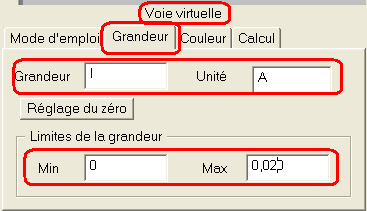 Voie virtuelle
Mode d'emploi Grandeur Couleur Calcul
Grandeur I Unité A
Réglage du zéro
Limites de la grandeur
Min 0 Max 0,02